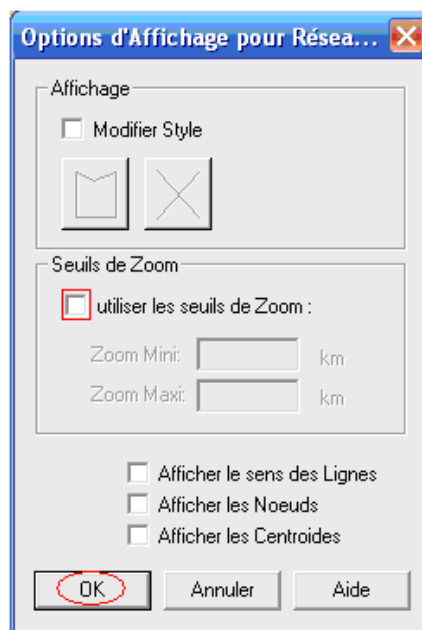 Options d'Affichage pour Résea...
Affichage
Modifier Style
Seuils de Zoom
utiliser les seuils de Zoom :
Zoom Mini: km
Zoom Maxi: km
Afficher le sens des Lignes
Afficher les Noeuds
Afficher les Centroides
OK Annuler Aide